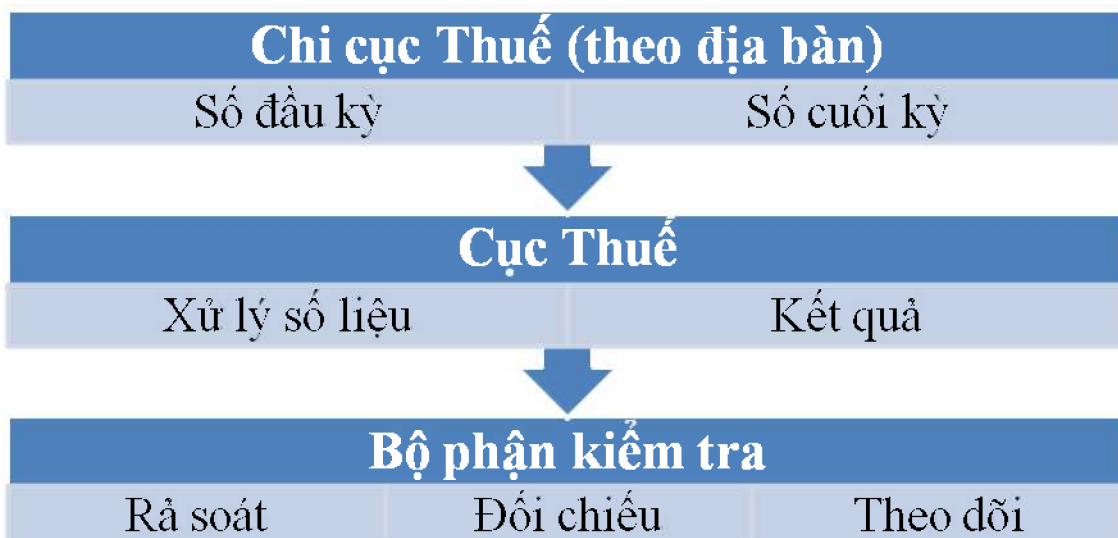 Chi cục Thuế (theo địa bàn)
Số đầu kỳ Số cuối kỳ
Cục Thuế
Xử lý số liệu Kết quả
Bộ phận kiểm tra
Rả soát Đối chiếu Theo dõi